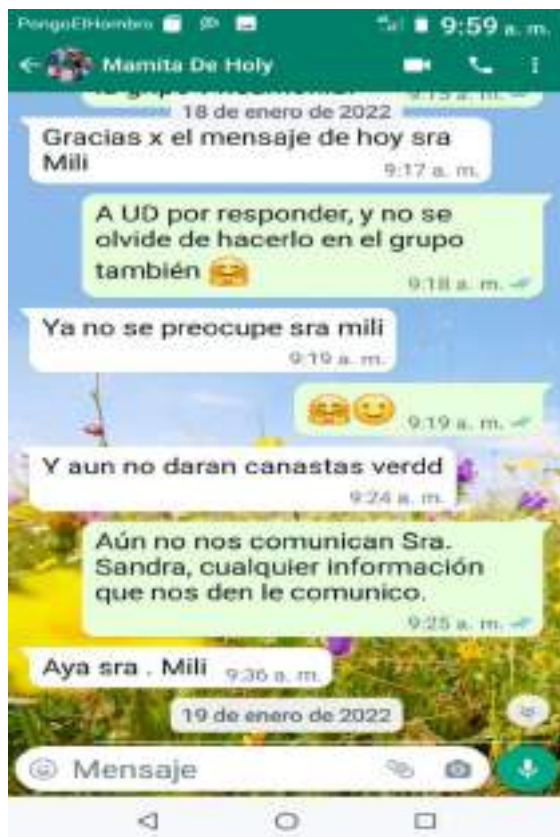 PongoElHombro 9:59 a. m.
Mamita De Holy
18 de enero de 2022
Gracias x el mensaje de hoy sra
Mili
9:17 a. m.
A UD por responder, y no se
olvide de hacerlo en el grupo
también
9:18 a. m.
Ya no se preocupe sra mili
9:19 a. m.
9:19 a. m.
Y aun no daran canastas verdd
9:24 a. m.
Aún no nos comunican Sra.
Sandra, cualquier información
que nos den le comunico.
9:25 a. m.
Aya sra . Mili 9:36 a. m.
19 de enero de 2022
Mensaje